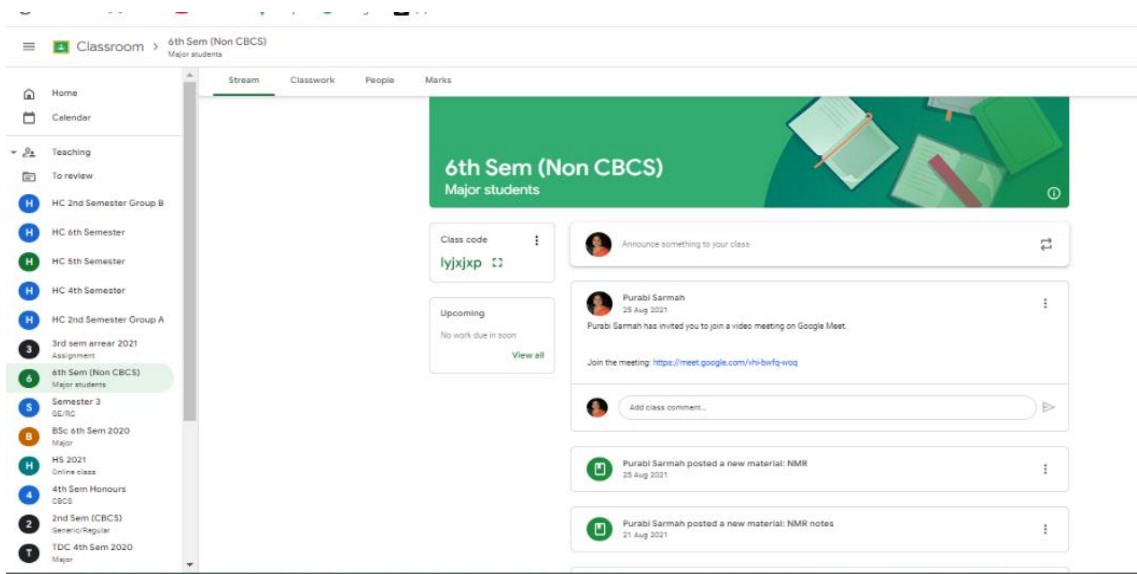 Classroom > 6th Sem (Non CBCS)
Major students
Stream Classwork People Marks
Home
Calendar
Teaching
To review
H HC 2nd Semester Group B
H HC 6th Semester
H HC 5th Semester
H HC 4th Semester
H HC 2nd Semester Group A
3 3rd sem arrear 2021
Assignment
6 6th Sem (Non CBCS)
Major students
S Semester 3
GE/RC
B BSc 6th Sem 2020
Major
H HS 2021
Online class
4 4th Sem Honours
CBCS
2 2nd Sem (CBCS)
Generic/Regular
T TDC 4th Sem 2020
Major
6th Sem (Non CBCS)
Major students
Class code
lyjxjxp
Upcoming
No work due in soon
View all
Announce something to your class
Purabi Sarmah
25 Aug 2021
Purabi Sarmah has invited you to join a video meeting on Google Meet.
Join the meeting: https://meet.google.com/vhi-bwfq-woq
Add class comment...
Purabi Sarmah posted a new material: NMR
25 Aug 2021
Purabi Sarmah posted a new material: NMR notes
21 Aug 2021